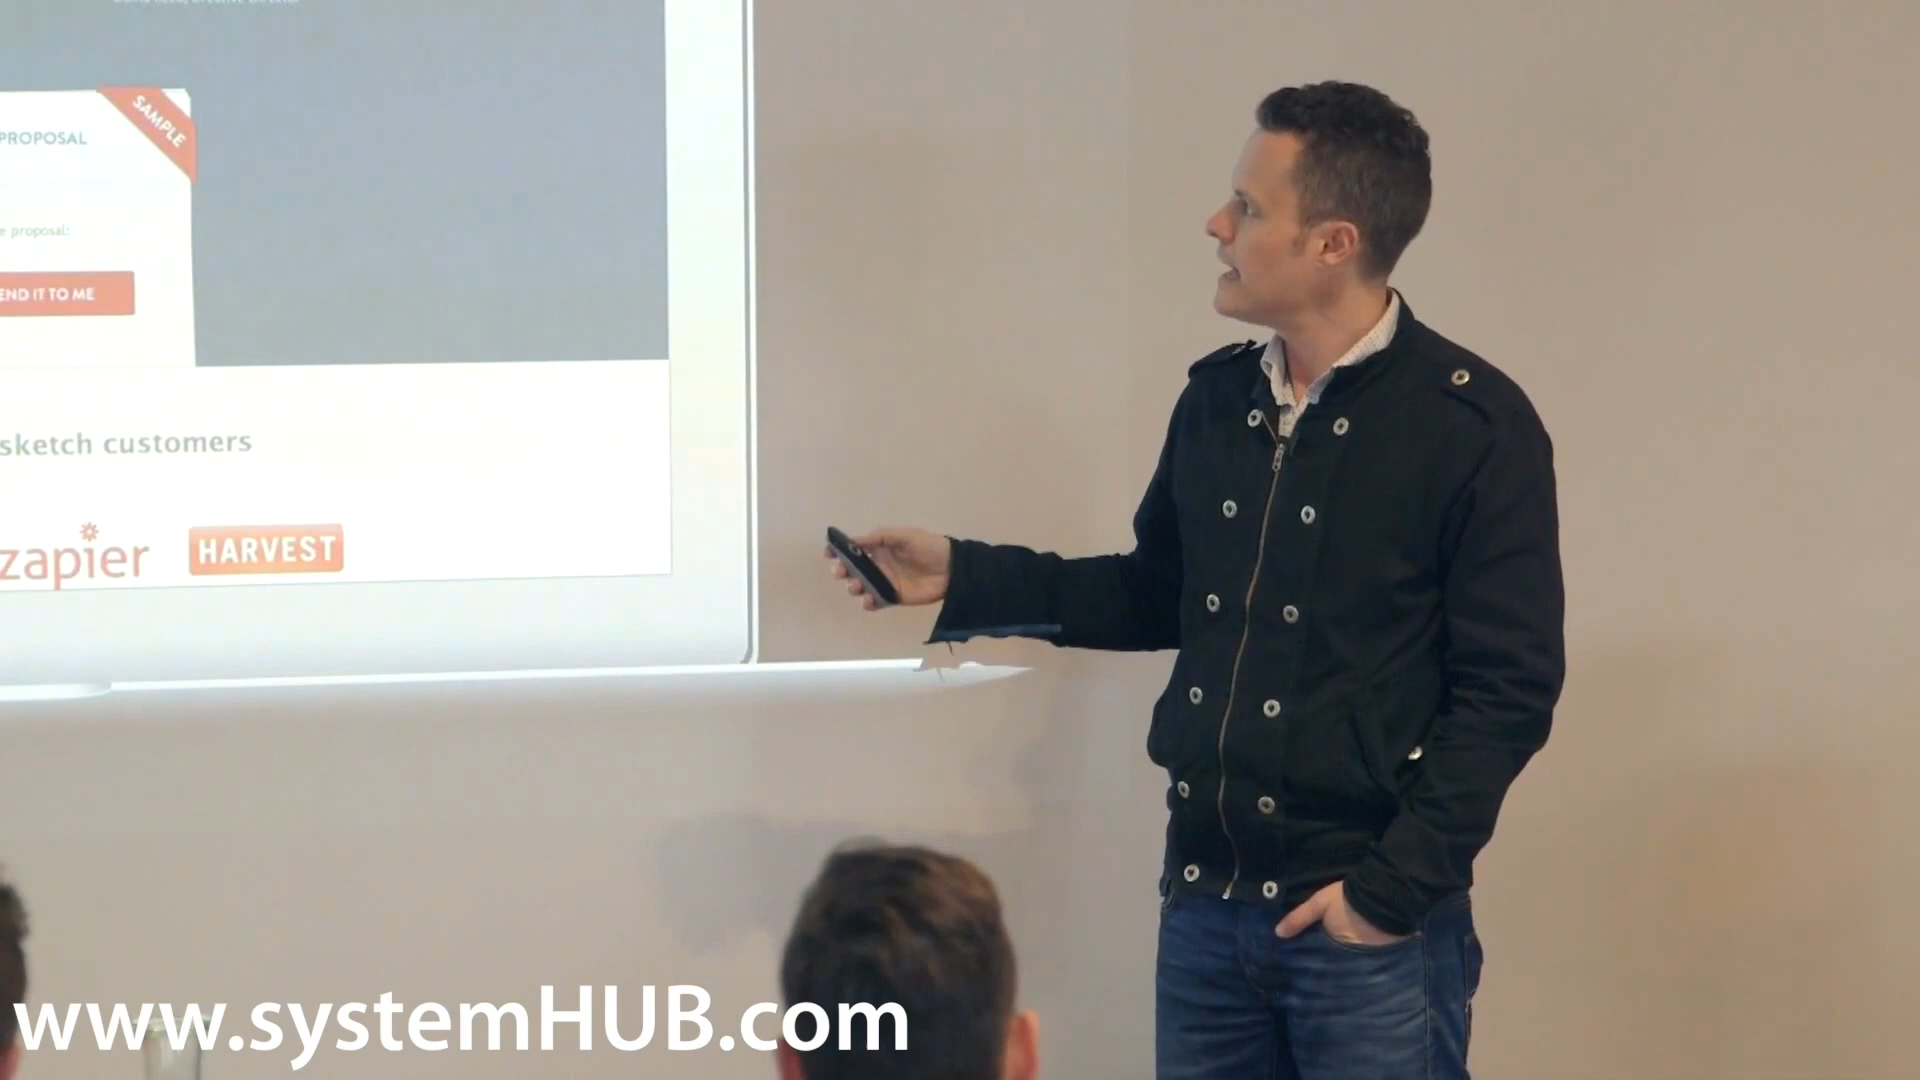 SAMPLE
PROPOSAL
e proposal:
END IT TO ME
sketch customers
zapier
HARVEST
www.systemHUB.com